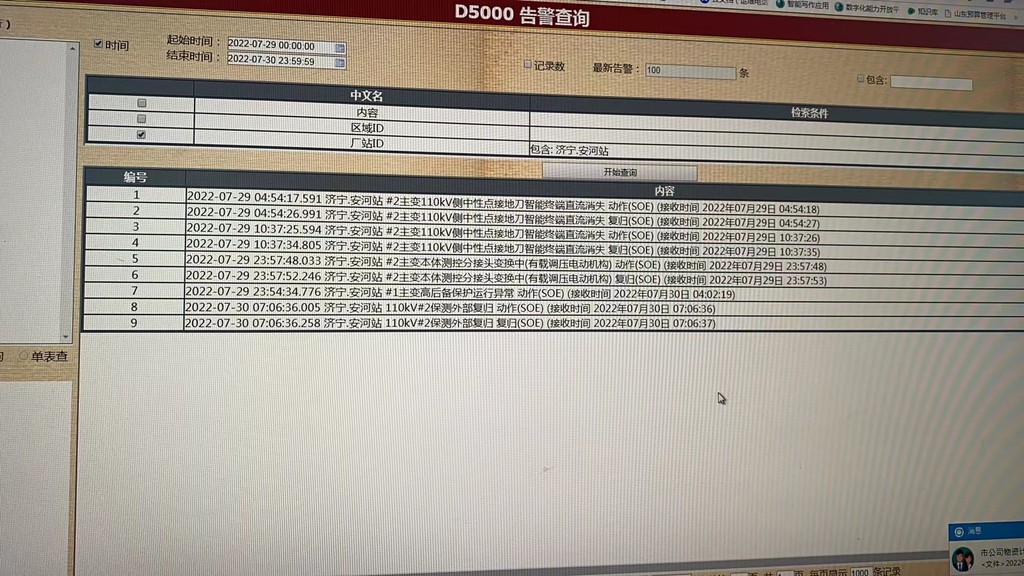 智能写作应用 数字化能力开放平 知识库 山东预算管理平台
D5000 告警查询
时间 起始时间： 2022-07-29 00:00:00
结束时间： 2022-07-30 23:59:59
记录数 最新告警： 100 条 包含:
中文名 检索条件
内容
区域ID
厂站ID 包含: 济宁.安河站
开始查询
编号 内容
1 2022-07-29 04:54:17.591 济宁.安河站 #2主变110kV侧中性点接地刀智能终端直流消失 动作(SOE) (接收时间 2022年07月29日 04:54:18)
2 2022-07-29 04:54:26.991 济宁.安河站 #2主变110kV侧中性点接地刀智能终端直流消失 复归(SOE) (接收时间 2022年07月29日 04:54:27)
3 2022-07-29 10:37:25.594 济宁.安河站 #2主变110kV侧中性点接地刀智能终端直流消失 动作(SOE) (接收时间 2022年07月29日 10:37:26)
4 2022-07-29 10:37:34.805 济宁.安河站 #2主变110kV侧中性点接地刀智能终端直流消失 复归(SOE) (接收时间 2022年07月29日 10:37:35)
5 2022-07-29 23:57:48.033 济宁.安河站 #2主变本体测控分接头变换中(有载调压电动机构) 动作(SOE) (接收时间 2022年07月29日 23:57:48)
6 2022-07-29 23:57:52.246 济宁.安河站 #2主变本体测控分接头变换中(有载调压电动机构) 复归(SOE) (接收时间 2022年07月29日 23:57:53)
7 2022-07-29 23:54:34.776 济宁.安河站 #1主变高后备保护运行异常 动作(SOE) (接收时间 2022年07月30日 04:02:19)
8 2022-07-30 07:06:36.005 济宁.安河站 110kV#2保测外部复归 动作(SOE) (接收时间 2022年07月30日 07:06:36)
9 2022-07-30 07:06:36.258 济宁.安河站 110kV#2保测外部复归 复归(SOE) (接收时间 2022年07月30日 07:06:37)
单表查
消息
市公司物资计
<文件>2022
页 每页显示 1000 条记录